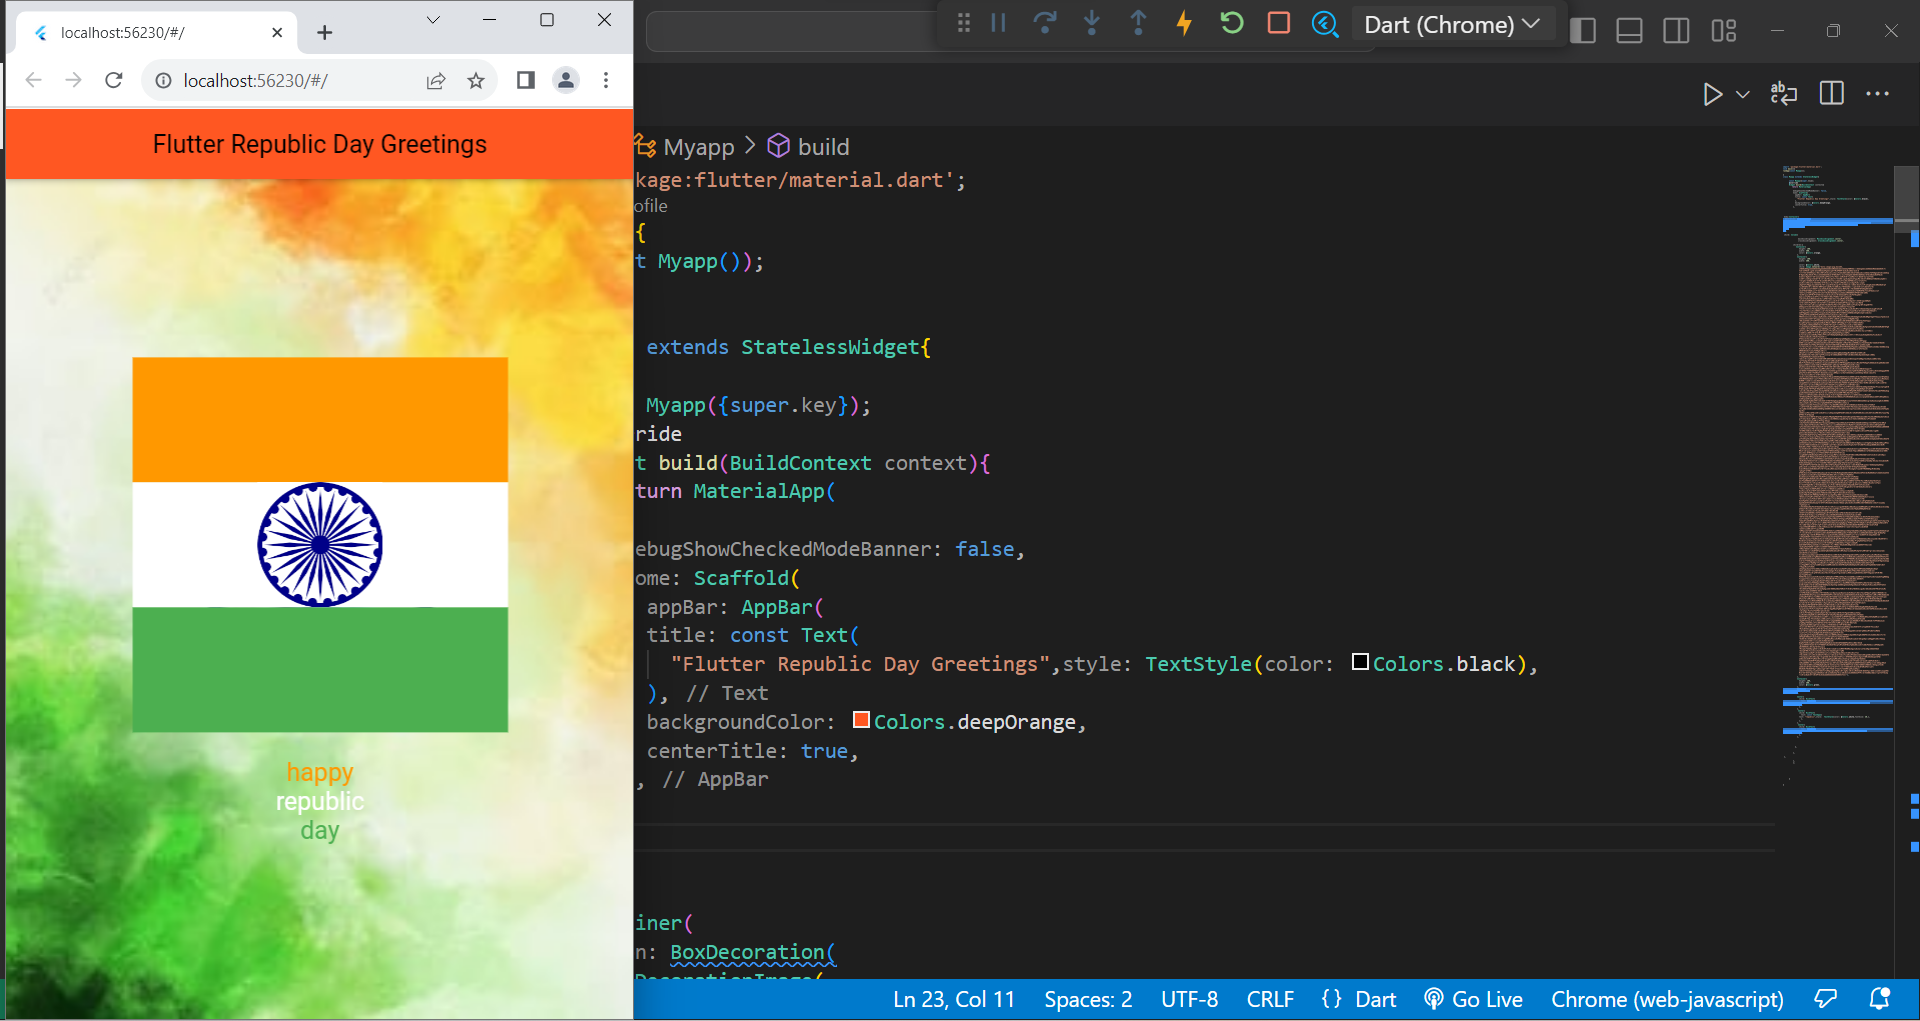 localhost:56230/#/
localhost:56230/#/
Flutter Republic Day Greetings
happy
republic
day
Dart (Chrome)
Myapp > build
kage:flutter/material.dart';
ofile
{
t Myapp());
extends StatelessWidget{
Myapp({super.key});
ride
t build(BuildContext context){
turn MaterialApp(
ebugShowCheckedModeBanner: false,
ome: Scaffold(
appBar: AppBar(
title: const Text(
"Flutter Republic Day Greetings",style: TextStyle(color: Colors.black),
), // Text
backgroundColor: Colors.deepOrange,
centerTitle: true,
, // AppBar
iner(
n: BoxDecoration(
DecorationImage(
Ln 23, Col 11 Spaces: 2 UTF-8 CRLF {} Dart Go Live Chrome (web-javascript)